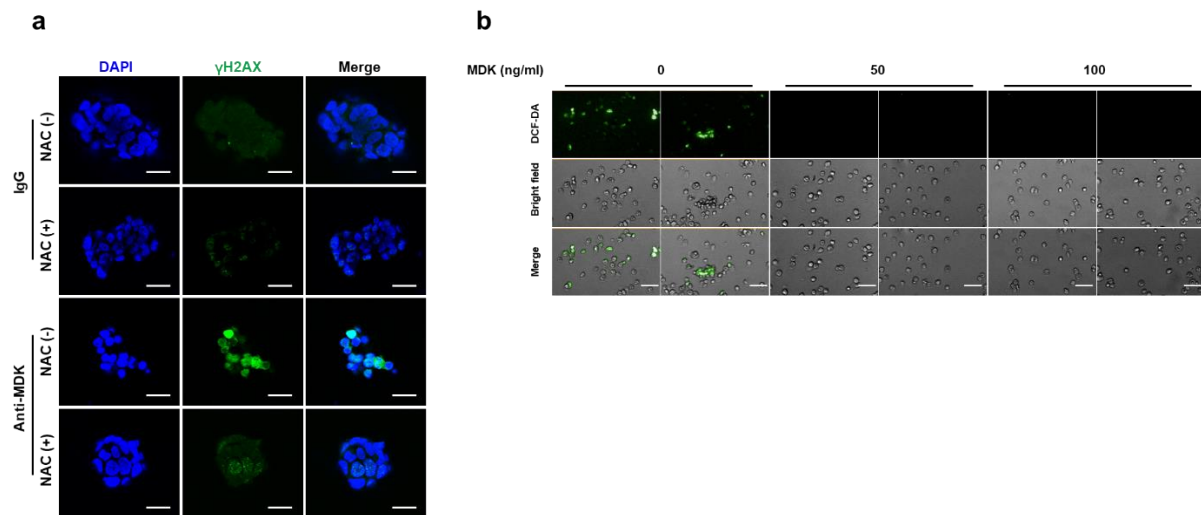 a
DAPI γH2AX Merge
IgG
NAC (-)
NAC (+)
Anti-MDK
NAC (-)
NAC (+)
b
MDK (ng/ml) 0 50 100
DCF-DA
Bright field
Merge